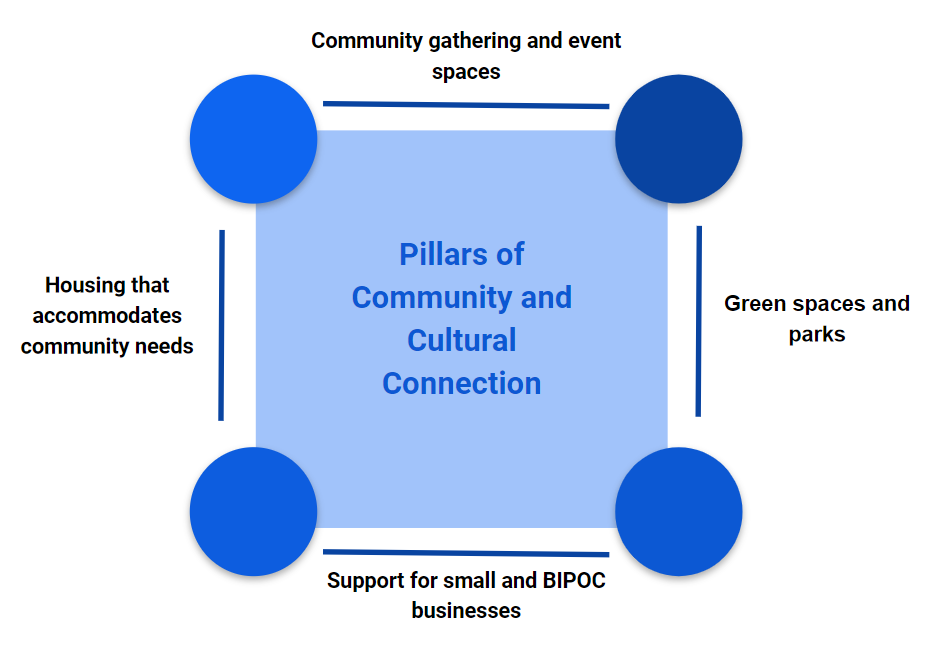 Community gathering and event
spaces
Pillars of
Community and
Cultural
Connection
Housing that
accommodates
community needs
Green spaces and
parks
Support for small and BIPOC
businesses